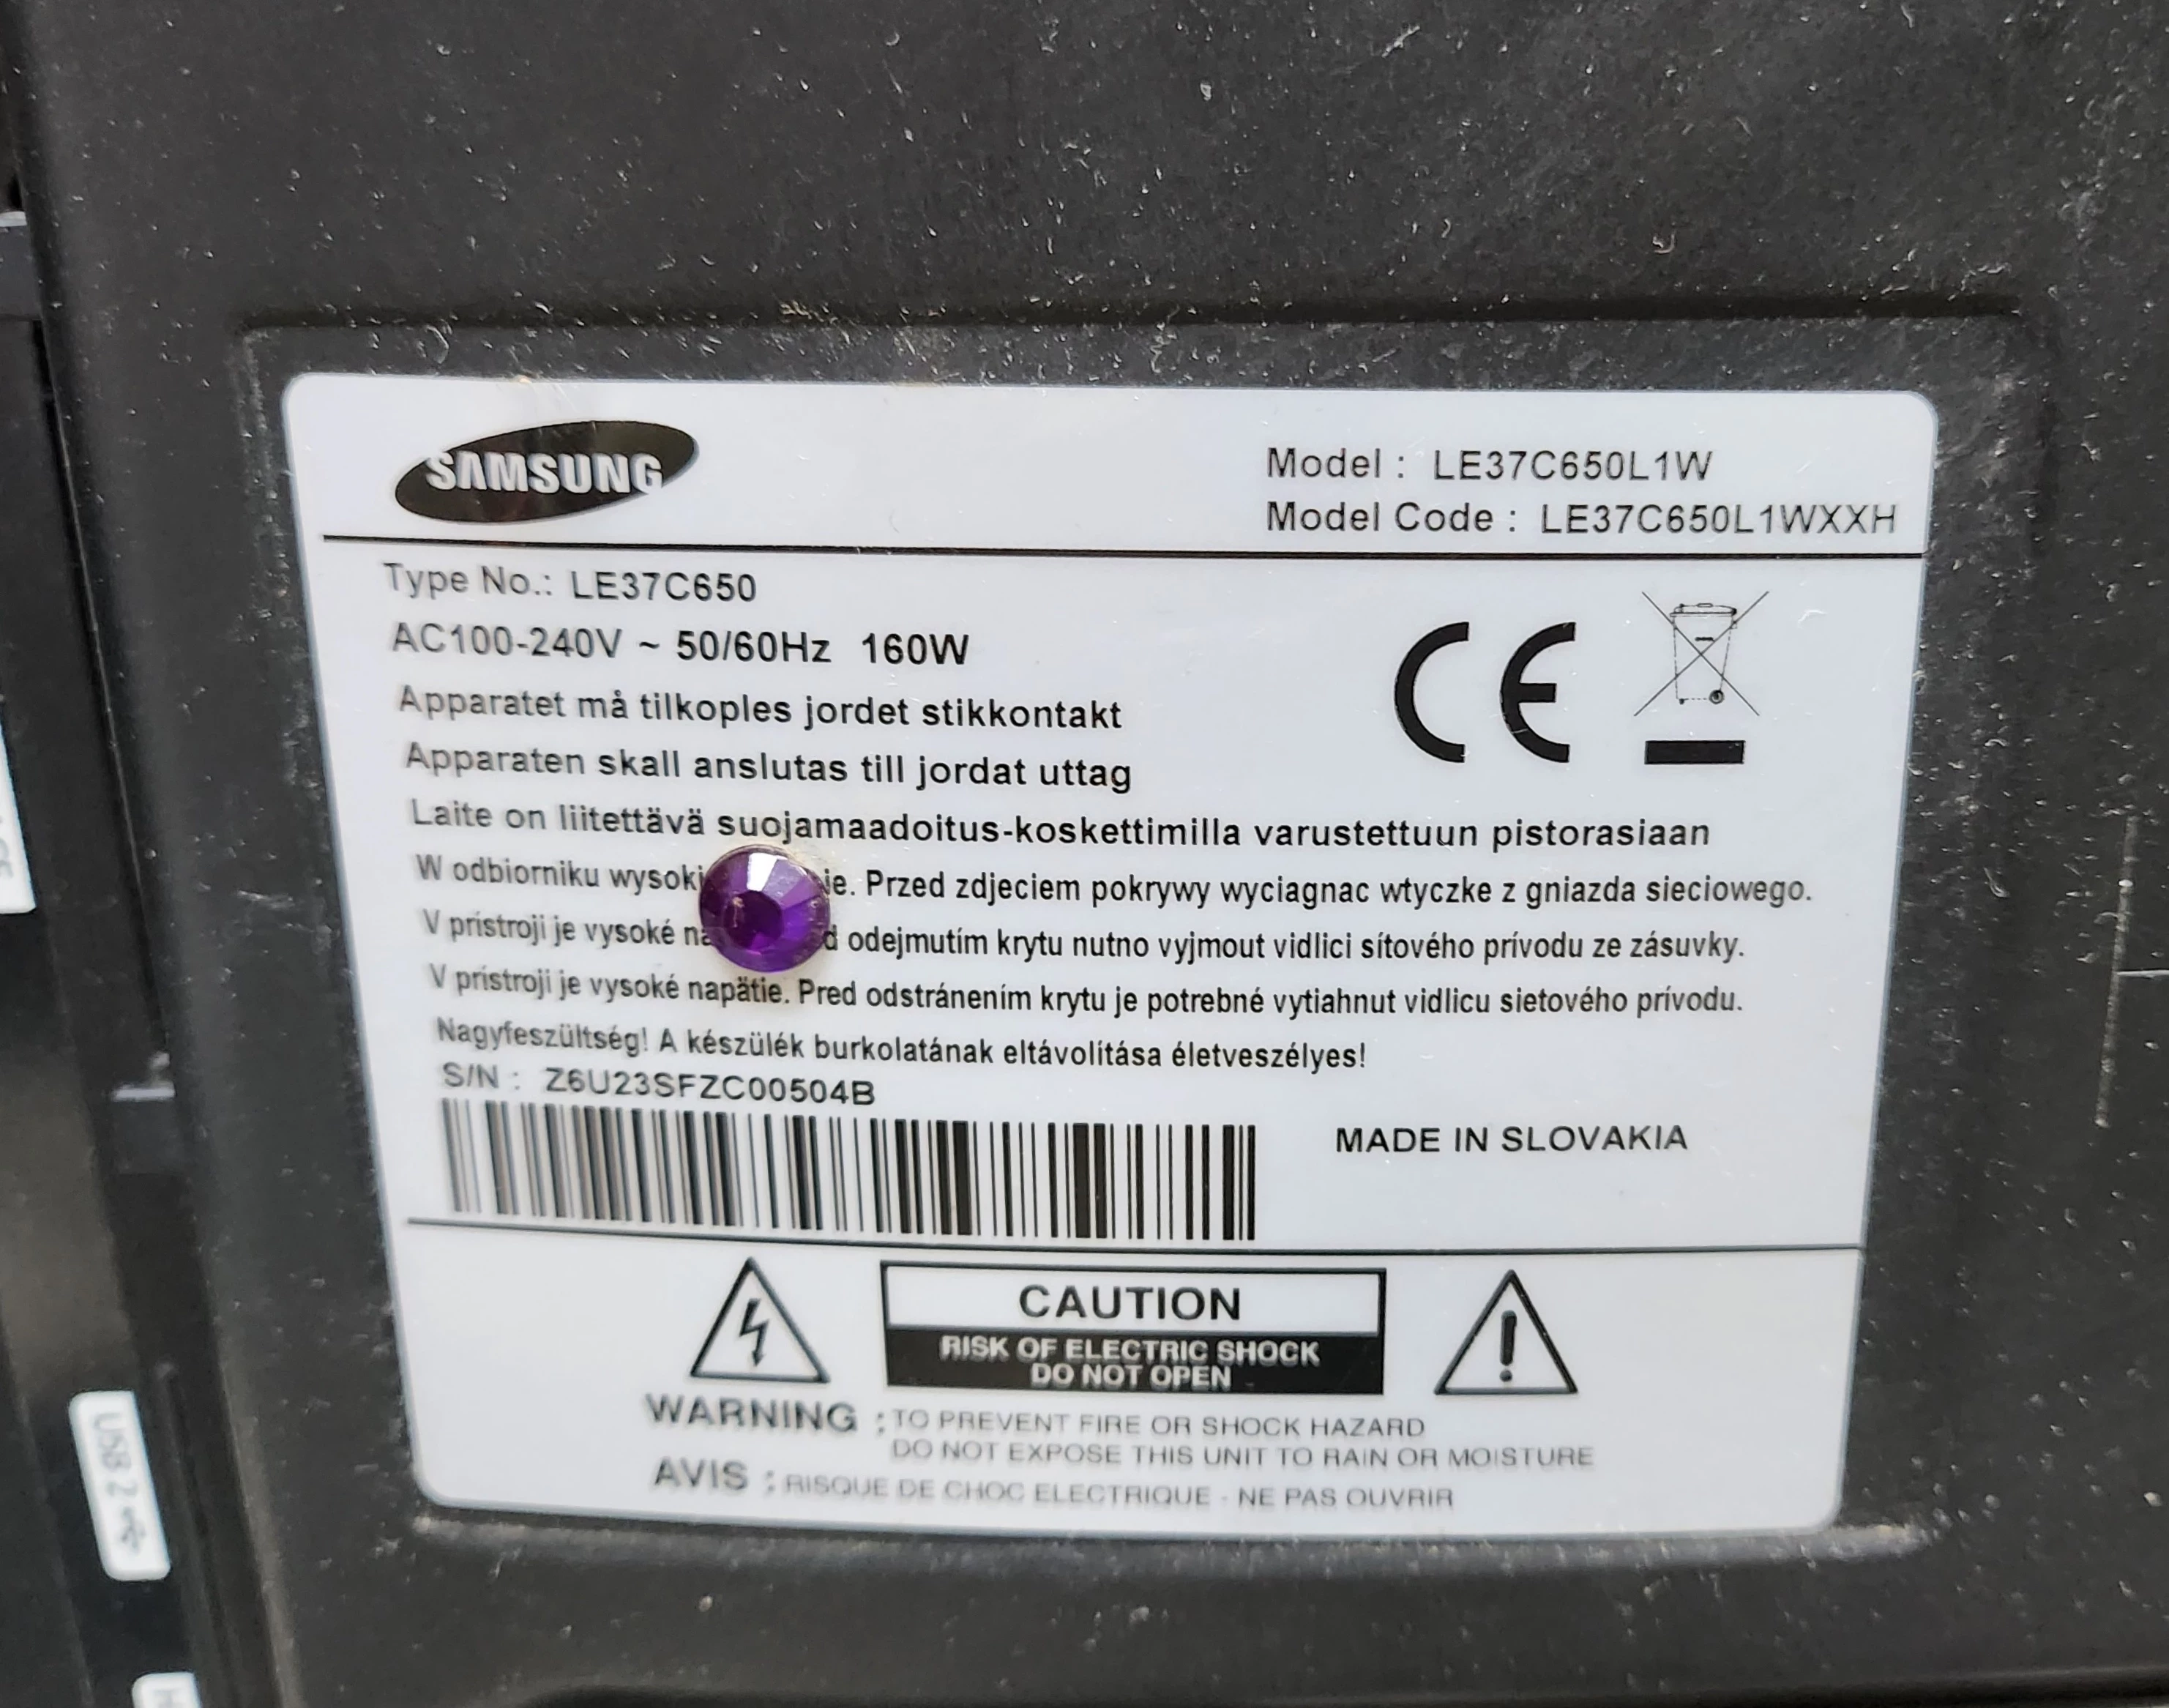 SAMSUNG
Model : LE37C650L1W
Model Code : LE37C650L1WXXH
Type No.: LE37C650
AC100-240V ~ 50/60Hz 160W
Apparatet må tilkoples jordet stikkontakt
Apparaten skall anslutas till jordat uttag
Laite on liitettävä suojamaadoitus-koskettimilla varustettuun pistorasiaan
W odbiorniku Przed zdjeciem pokrywy wyciagnac wtyczke z gniazda sieciowego.
V prístroji je vysoké odejmutím krytu nutno vyjmout vidlici sítového prívodu ze zásuvky.
V prístroji je vysoké napätie. Pred odstránením krytu je potrebné vytiahnut vidlicu sietového prívodu.
Nagyfeszültség! A készülék burkolatának eltávolítása életveszélyes!
S/N : Z6U23SFZC00504B
MADE IN SLOVAKIA
CAUTION
RISK OF ELECTRIC SHOCK
DO NOT OPEN
WARNING : TO PREVENT FIRE OR SHOCK HAZARD
DO NOT EXPOSE THIS UNIT TO RAIN OR MOISTURE
AVIS : RISQUE DE CHOC ELECTRIQUE - NE PAS OUVRIR
USB 2